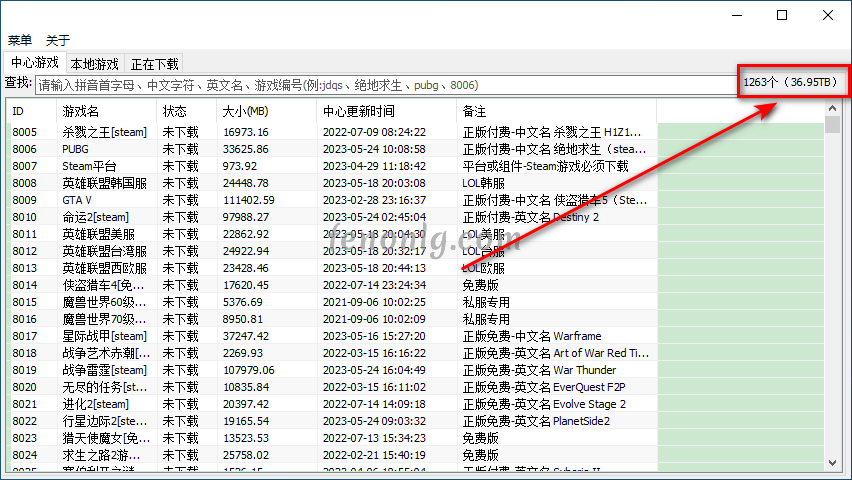 菜单 关于
中心游戏 本地游戏 正在下载
查找: 请输入拼音首字母、中文字符、英文名、游戏编号(例:jdqs、绝地求生、pubg、8006) 1263个（36.95TB）
ID 游戏名 状态 大小(MB) 中心更新时间 备注
8005 杀戮之王[steam] 未下载 16973.16 2022-07-09 08:24:22 正版付费-中文名 杀戮之王 H1Z1...
8006 PUBG 未下载 33625.86 2023-05-24 10:08:58 正版付费-中文名 绝地求生（stea...
8007 Steam平台 未下载 973.92 2023-04-29 11:18:42 平台或组件-Steam游戏必须下载
8008 英雄联盟韩国服 未下载 24448.78 2023-05-18 20:03:08 LOL韩服
8009 GTA V 未下载 111402.59 2023-02-28 23:16:37 正版付费-中文名 侠盗猎车5（Ste...
8010 命运2[steam] 未下载 97988.27 2023-05-24 02:45:04 正版付费-英文名 Destiny 2
8011 英雄联盟美服 未下载 22862.92 2023-05-18 20:04:30 LOL美服
8012 英雄联盟台湾服 未下载 24922.94 2023-05-18 20:32:17 LOL台服
8013 英雄联盟西欧服 未下载 23428.46 2023-05-18 20:44:13 LOL欧服
8014 侠盗猎车4[免... 未下载 17620.45 2022-07-14 23:24:34 免费版
8015 魔兽世界60级... 未下载 5376.69 2021-09-06 10:02:25 私服专用
8016 魔兽世界70级... 未下载 8950.81 2021-09-06 10:02:09 私服专用
8017 星际战甲[steam] 未下载 37247.42 2023-05-16 15:27:20 正版免费-中文名 Warframe
8018 战争艺术赤潮[... 未下载 2269.93 2022-03-15 16:16:22 正版免费-英文名 Art of War Red Ti...
8019 战争雷霆[steam] 未下载 107979.06 2023-05-24 16:04:49 正版免费-英文名 War Thunder
8020 无尽的任务[st... 未下载 10835.84 2022-03-15 16:11:02 正版免费-英文名 EverQuest F2P
8021 进化2[steam] 未下载 20397.42 2022-07-14 14:09:18 正版免费-英文名 Evolve Stage 2
8022 行星边际2[ste... 未下载 19165.54 2023-05-24 09:03:32 正版免费-英文名 PlanetSide2
8023 猎天使魔女[免... 未下载 13523.53 2022-07-13 15:34:23 免费版
8024 求生之路2游... 未下载 25758.02 2022-02-21 15:40:19 免费版